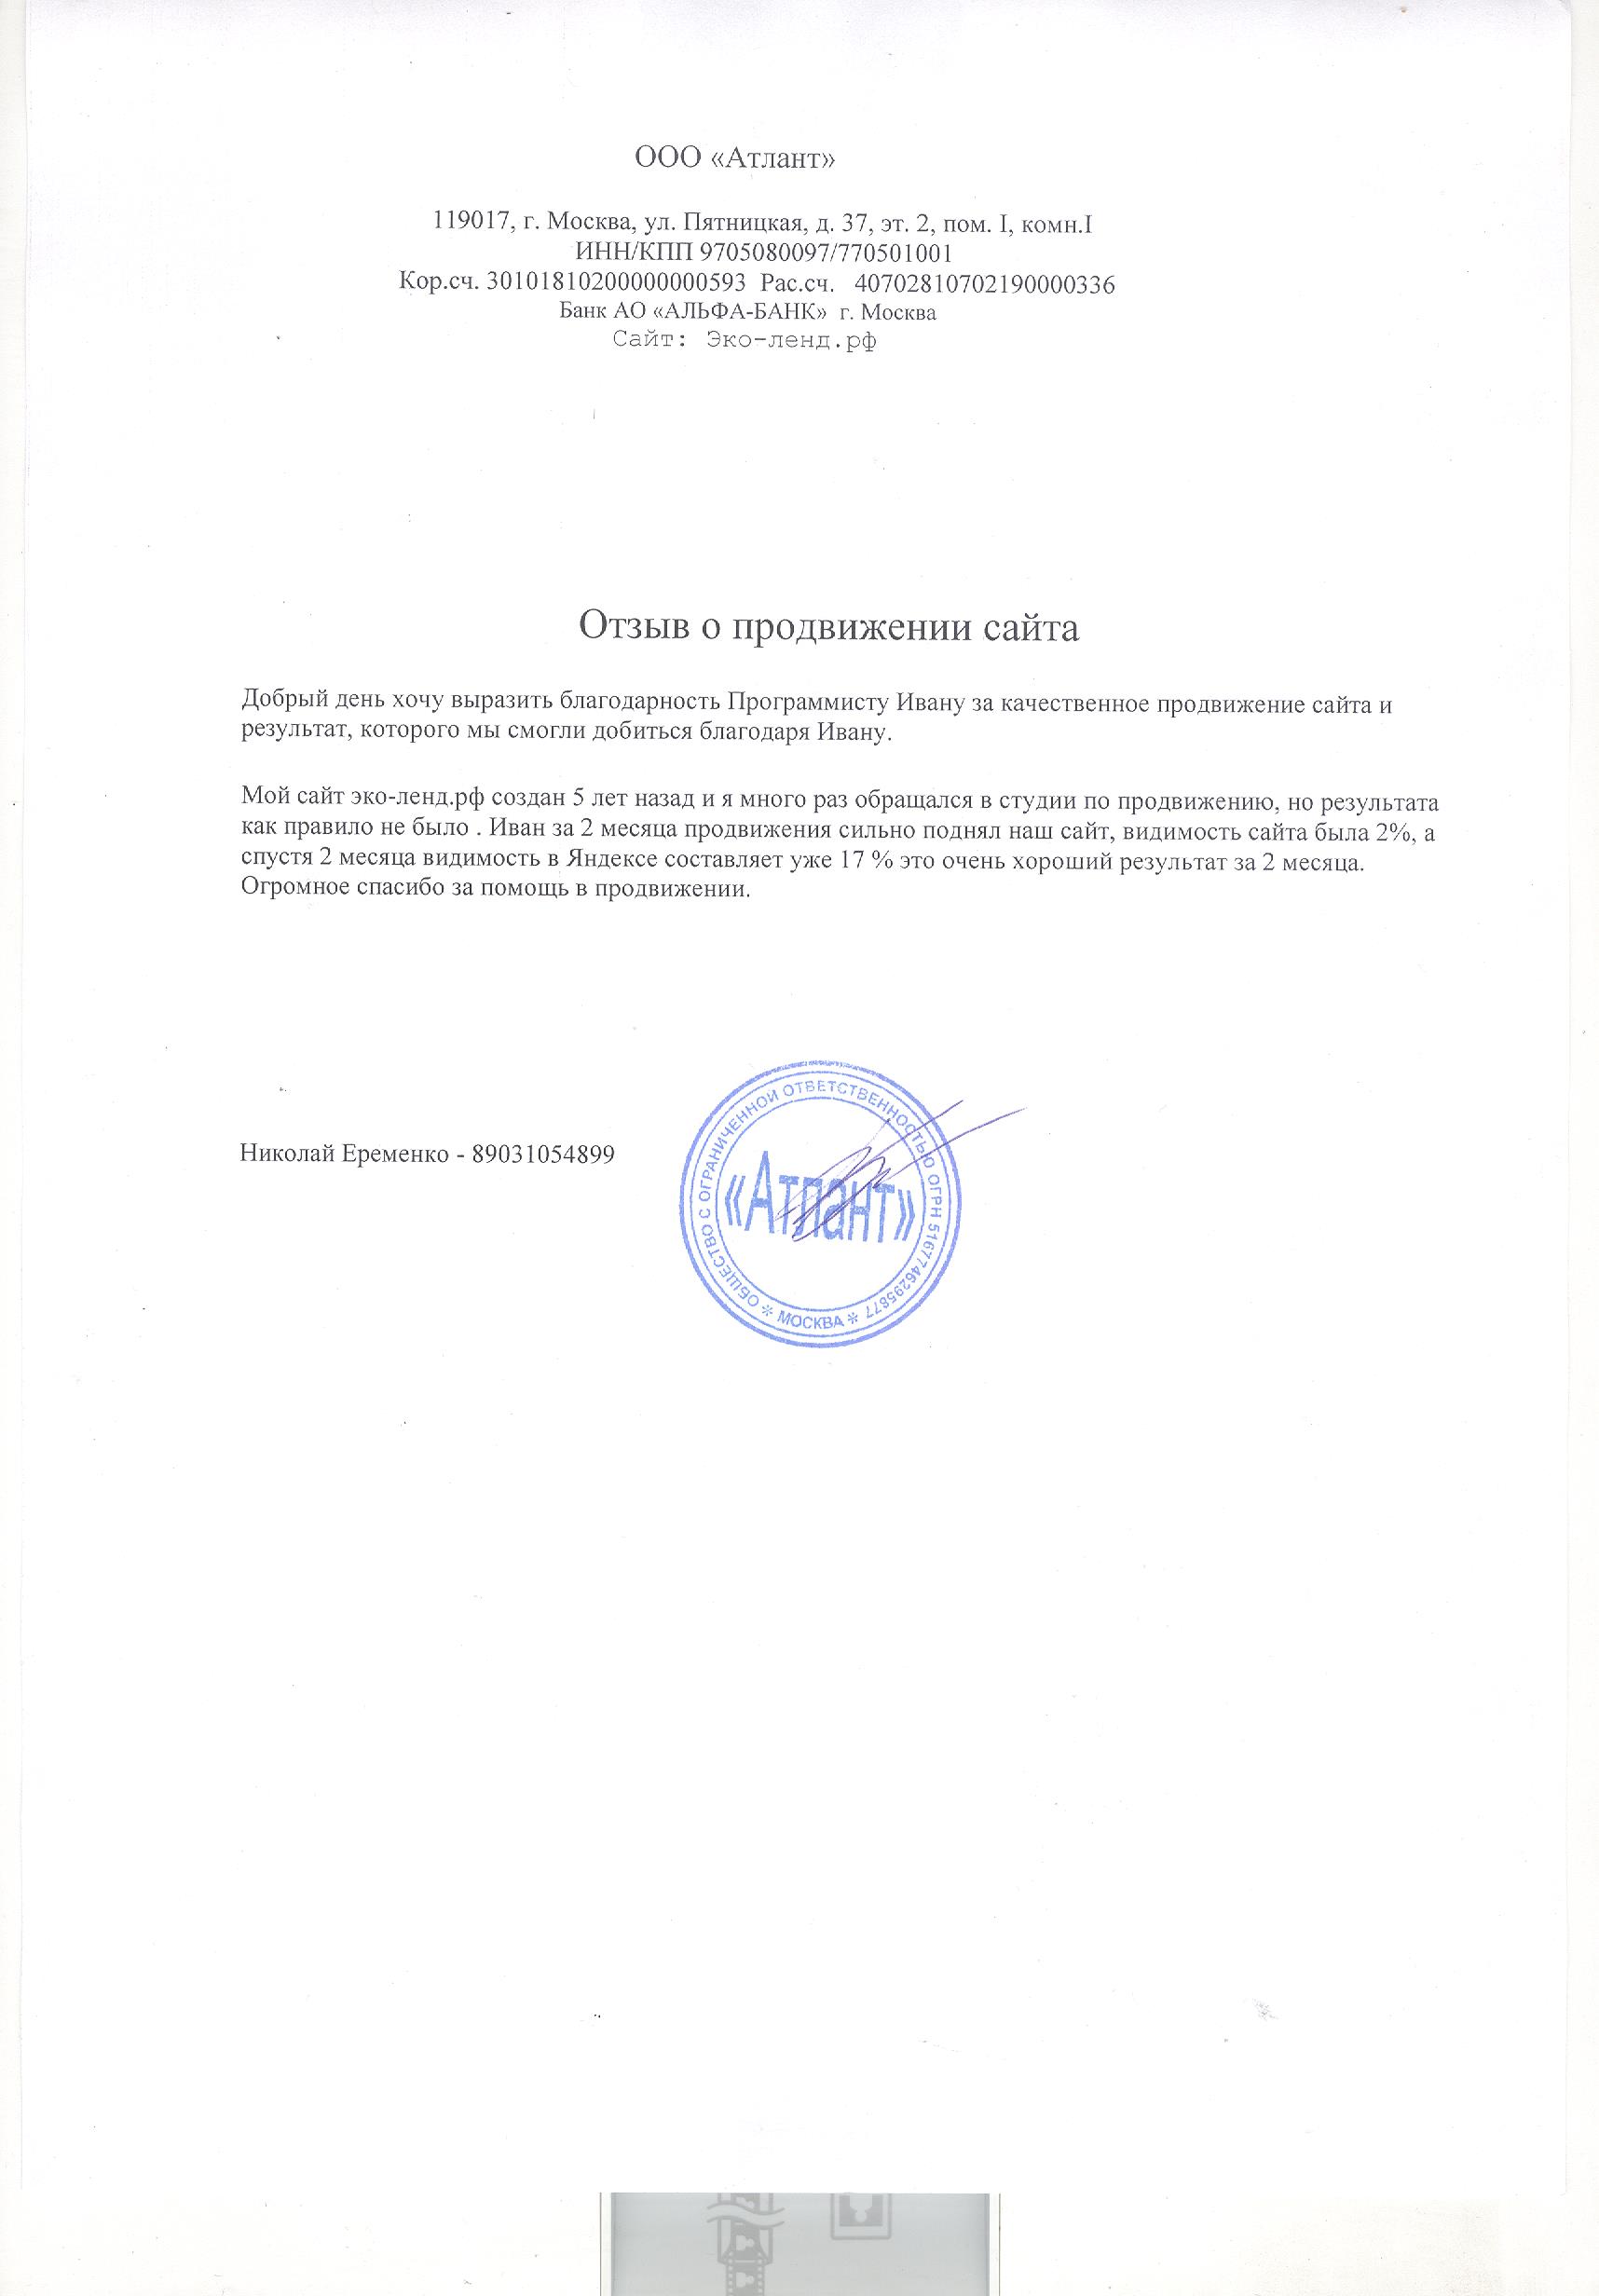 ООО «Атлант»
119017, г. Москва, ул. Пятницкая, д. 37, эт. 2, пом. I, комн.I
ИНН/КПП 9705080097/770501001
Кор.сч. 30101810200000000593 Рас.сч. 40702810702190000336
Банк АО «АЛЬФА-БАНК» г. Москва
Сайт: Эко-ленд.рф
Отзыв о продвижении сайта
Добрый день хочу выразить благодарность Программисту Ивану за качественное продвижение сайта и
результат, которого мы смогли добиться благодаря Ивану.
Мой сайт эко-ленд.рф создан 5 лет назад и я много раз обращался в студии по продвижению, но результата
как правило не было . Иван за 2 месяца продвижения сильно поднял наш сайт, видимость сайта была 2%, а
спустя 2 месяца видимость в Яндексе составляет уже 17 % это очень хороший результат за 2 месяца.
Огромное спасибо за помощь в продвижении.
Николай Еременко - 89031054899
ОБЩЕСТВО С ОГРАНИЧЕННОЙ ОТВЕТСТВЕННОСТЬЮ ОГРН 5167746295877
«Атлант»
* МОСКВА *